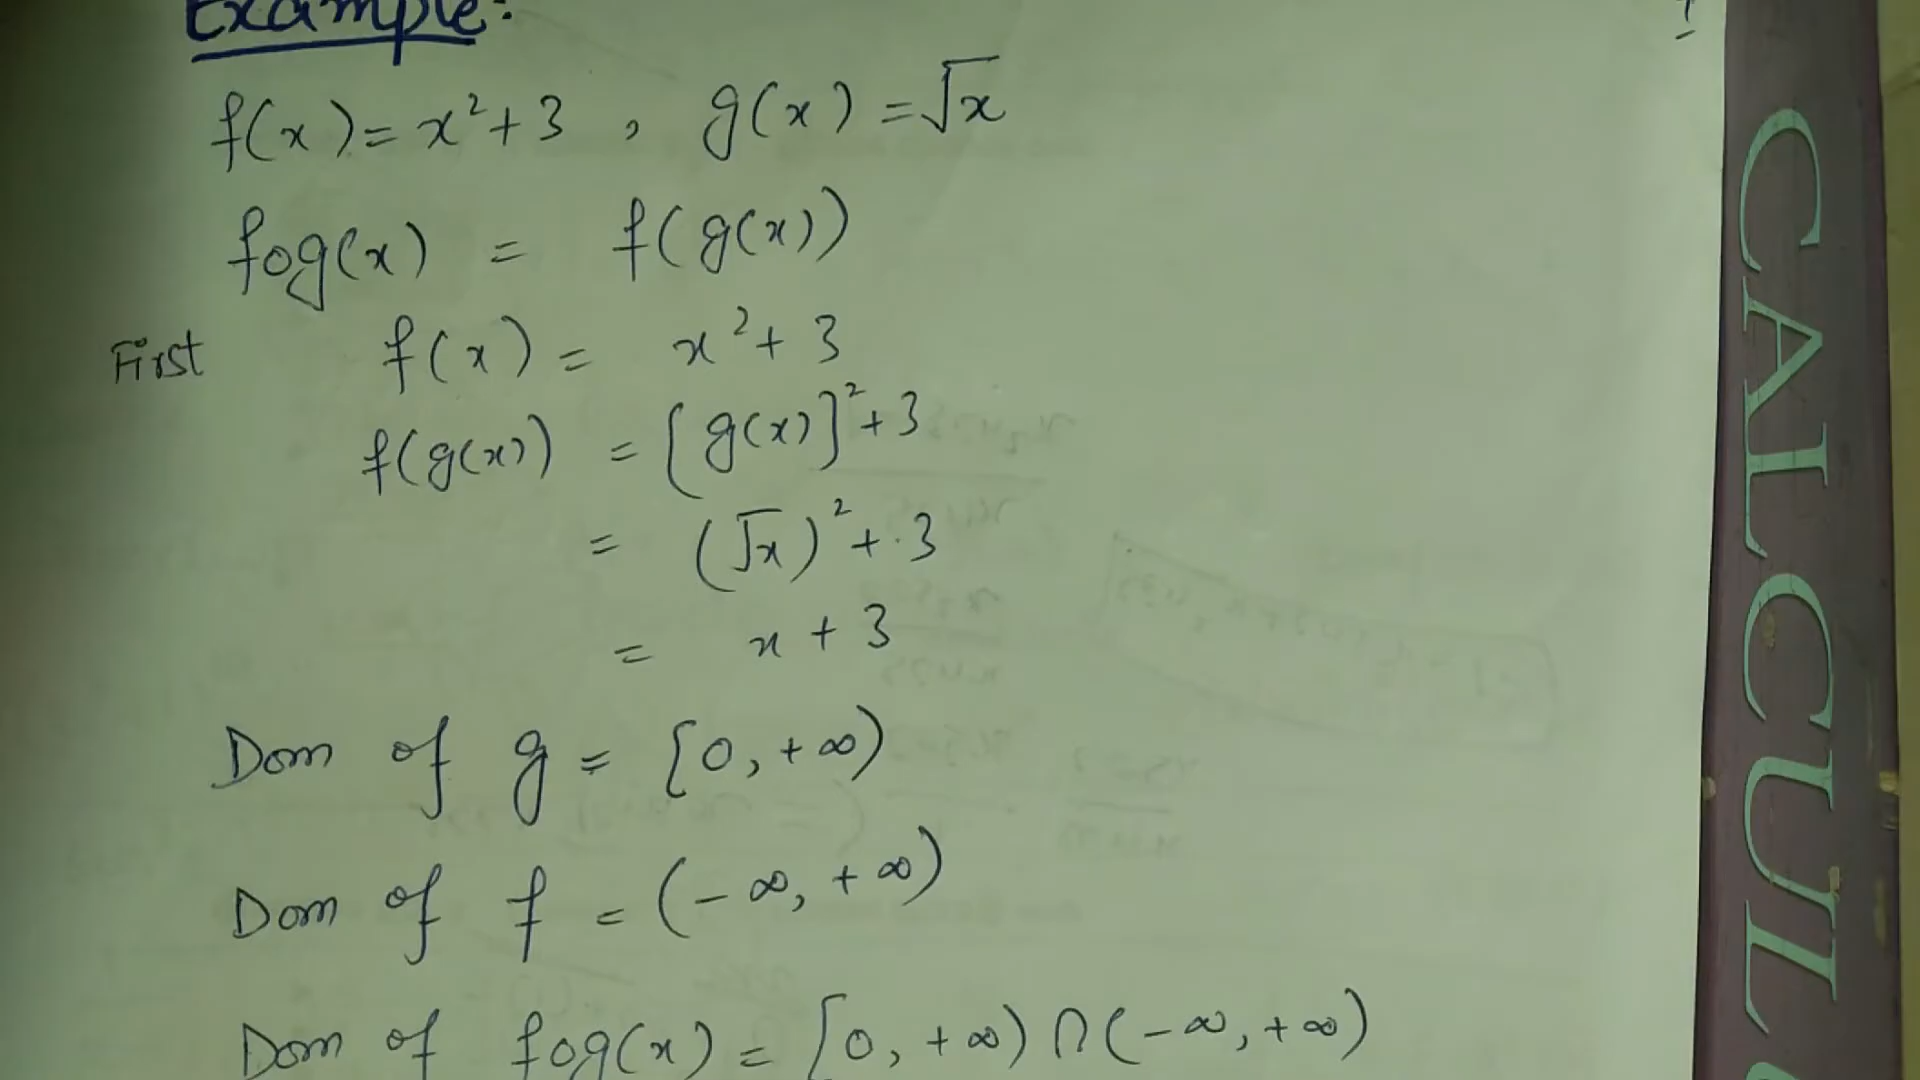 Example:
f(x) = x² + 3 , g(x) = √x
fog(x) = f(g(x))
First f(x) = x² + 3
f(g(x)) = [g(x)]² + 3
= (√x)² + 3
= x + 3
Dom of g = [0, +∞)
Dom of f = (-∞, +∞)
Dom of fog(x) = [0, +∞) ∩ (-∞, +∞)
CALCUL